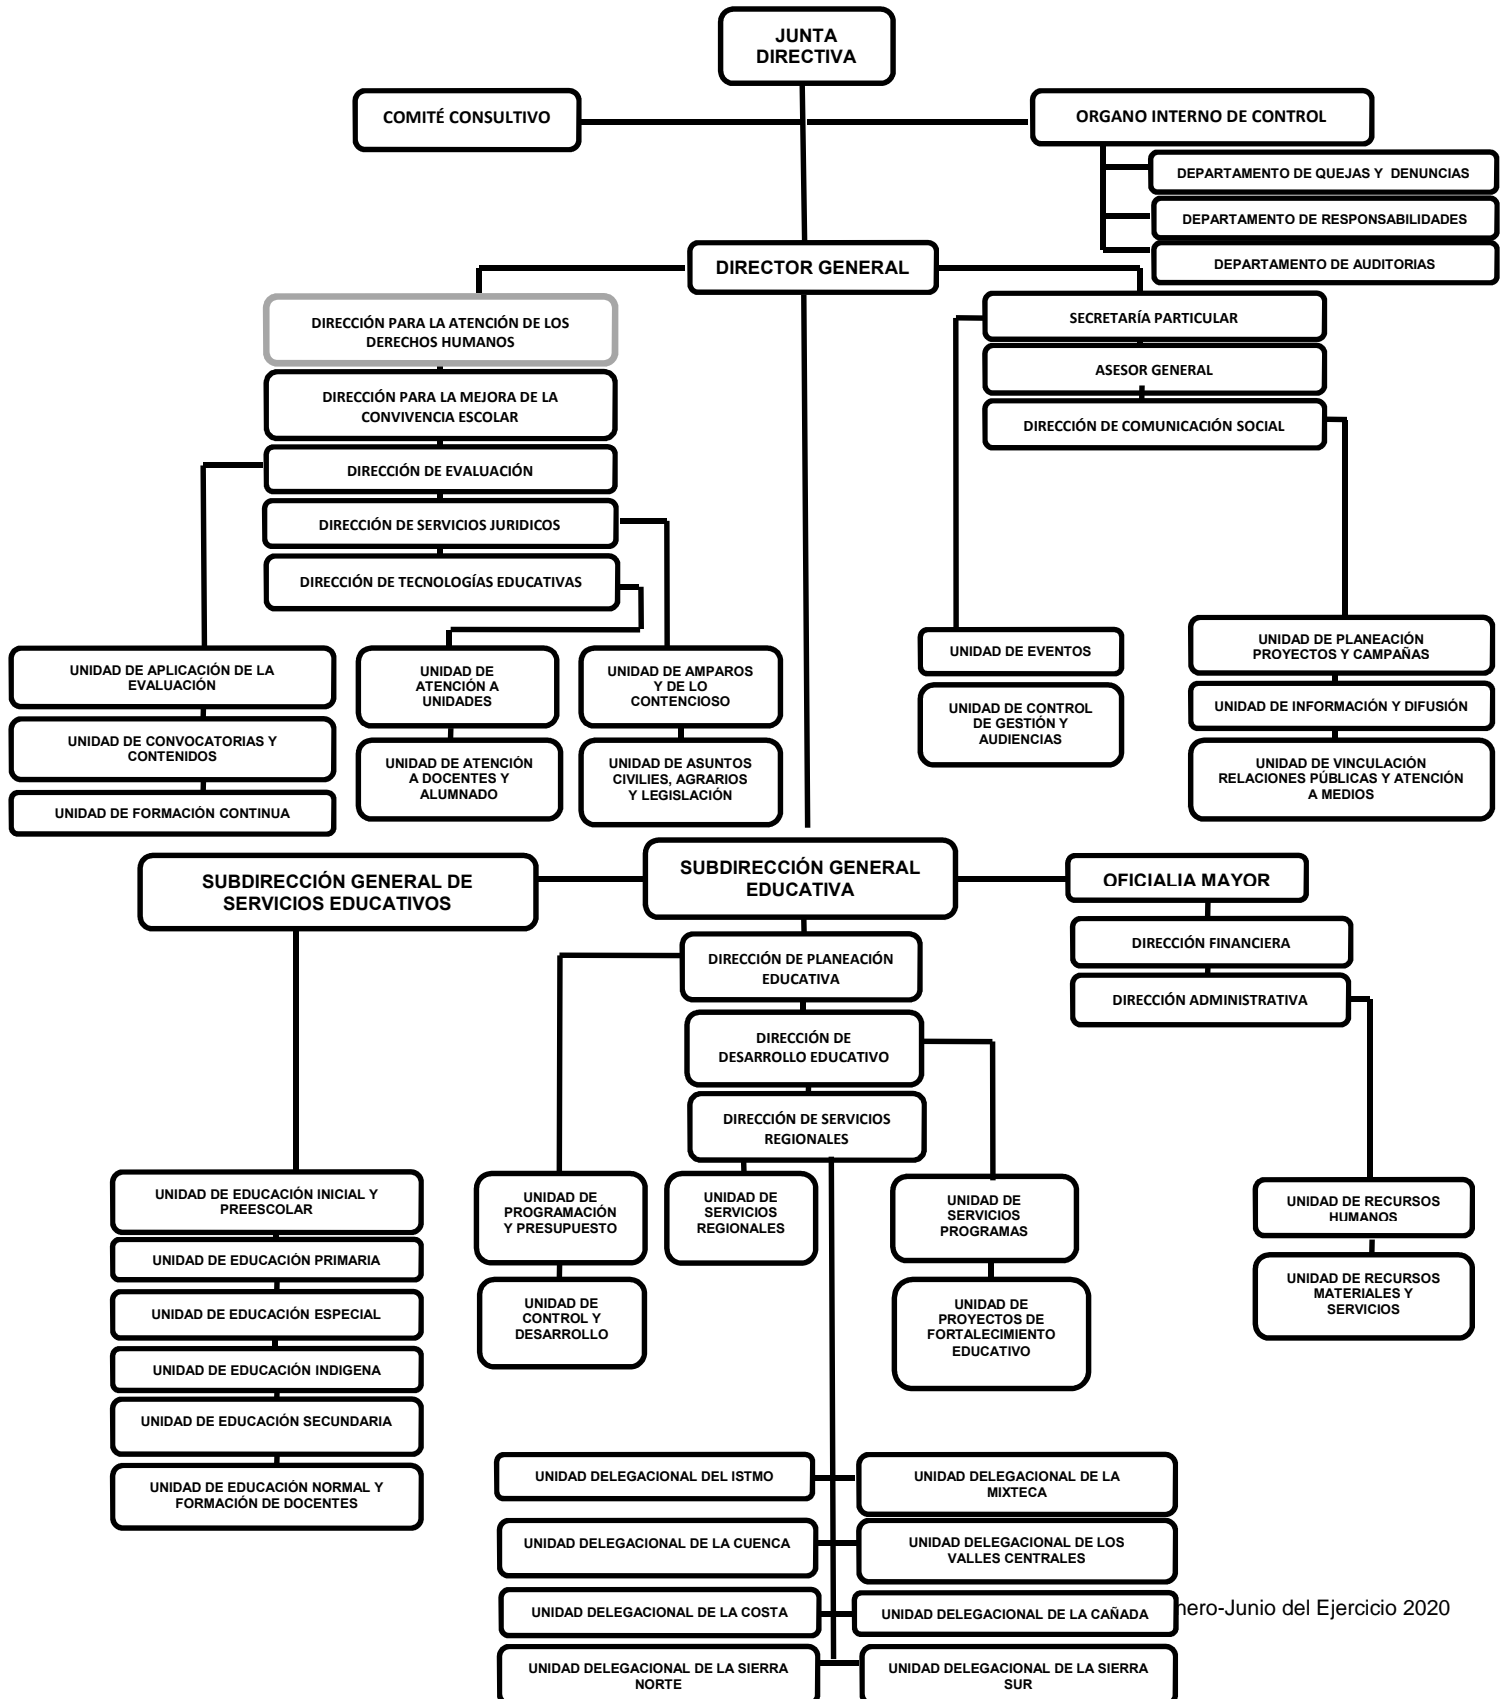 JUNTA
DIRECTIVA
COMITÉ CONSULTIVO
ORGANO INTERNO DE CONTROL
DEPARTAMENTO DE QUEJAS Y DENUNCIAS
DEPARTAMENTO DE RESPONSABILIDADES
DEPARTAMENTO DE AUDITORIAS
DIRECTOR GENERAL
DIRECCIÓN PARA LA ATENCIÓN DE LOS
DERECHOS HUMANOS
DIRECCIÓN PARA LA MEJORA DE LA
CONVIVENCIA ESCOLAR
DIRECCIÓN DE EVALUACIÓN
DIRECCIÓN DE SERVICIOS JURIDICOS
DIRECCIÓN DE TECNOLOGÍAS EDUCATIVAS
SECRETARÍA PARTICULAR
ASESOR GENERAL
DIRECCIÓN DE COMUNICACIÓN SOCIAL
UNIDAD DE APLICACIÓN DE LA
EVALUACIÓN
UNIDAD DE CONVOCATORIAS Y
CONTENIDOS
UNIDAD DE FORMACIÓN CONTINUA
UNIDAD DE
ATENCIÓN A
UNIDADES
UNIDAD DE ATENCIÓN
A DOCENTES Y
ALUMNADO
UNIDAD DE AMPAROS
Y DE LO
CONTENCIOSO
UNIDAD DE ASUNTOS
CIVILIES, AGRARIOS
Y LEGISLACIÓN
UNIDAD DE EVENTOS
UNIDAD DE CONTROL
DE GESTIÓN Y
AUDIENCIAS
UNIDAD DE PLANEACIÓN
PROYECTOS Y CAMPAÑAS
UNIDAD DE INFORMACIÓN Y DIFUSIÓN
UNIDAD DE VINCULACIÓN
RELACIONES PÚBLICAS Y ATENCIÓN
A MEDIOS
SUBDIRECCIÓN GENERAL DE
SERVICIOS EDUCATIVOS
SUBDIRECCIÓN GENERAL
EDUCATIVA
OFICIALIA MAYOR
DIRECCIÓN DE PLANEACIÓN
EDUCATIVA
DIRECCIÓN DE
DESARROLLO EDUCATIVO
DIRECCIÓN DE SERVICIOS
REGIONALES
DIRECCIÓN FINANCIERA
DIRECCIÓN ADMINISTRATIVA
UNIDAD DE EDUCACIÓN INICIAL Y
PREESCOLAR
UNIDAD DE EDUCACIÓN PRIMARIA
UNIDAD DE EDUCACIÓN ESPECIAL
UNIDAD DE EDUCACIÓN INDIGENA
UNIDAD DE EDUCACIÓN SECUNDARIA
UNIDAD DE EDUCACIÓN NORMAL Y
FORMACIÓN DE DOCENTES
UNIDAD DE
PROGRAMACIÓN
Y PRESUPUESTO
UNIDAD DE
CONTROL Y
DESARROLLO
UNIDAD DE
SERVICIOS
REGIONALES
UNIDAD DE
SERVICIOS
PROGRAMAS
UNIDAD DE
PROYECTOS DE
FORTALECIMIENTO
EDUCATIVO
UNIDAD DE RECURSOS
HUMANOS
UNIDAD DE RECURSOS
MATERIALES Y
SERVICIOS
UNIDAD DELEGACIONAL DEL ISTMO
UNIDAD DELEGACIONAL DE LA
MIXTECA
UNIDAD DELEGACIONAL DE LA CUENCA
UNIDAD DELEGACIONAL DE LOS
VALLES CENTRALES
UNIDAD DELEGACIONAL DE LA COSTA
UNIDAD DELEGACIONAL DE LA CAÑADA
nero-Junio del Ejercicio 2020
UNIDAD DELEGACIONAL DE LA SIERRA
NORTE
UNIDAD DELEGACIONAL DE LA SIERRA
SUR